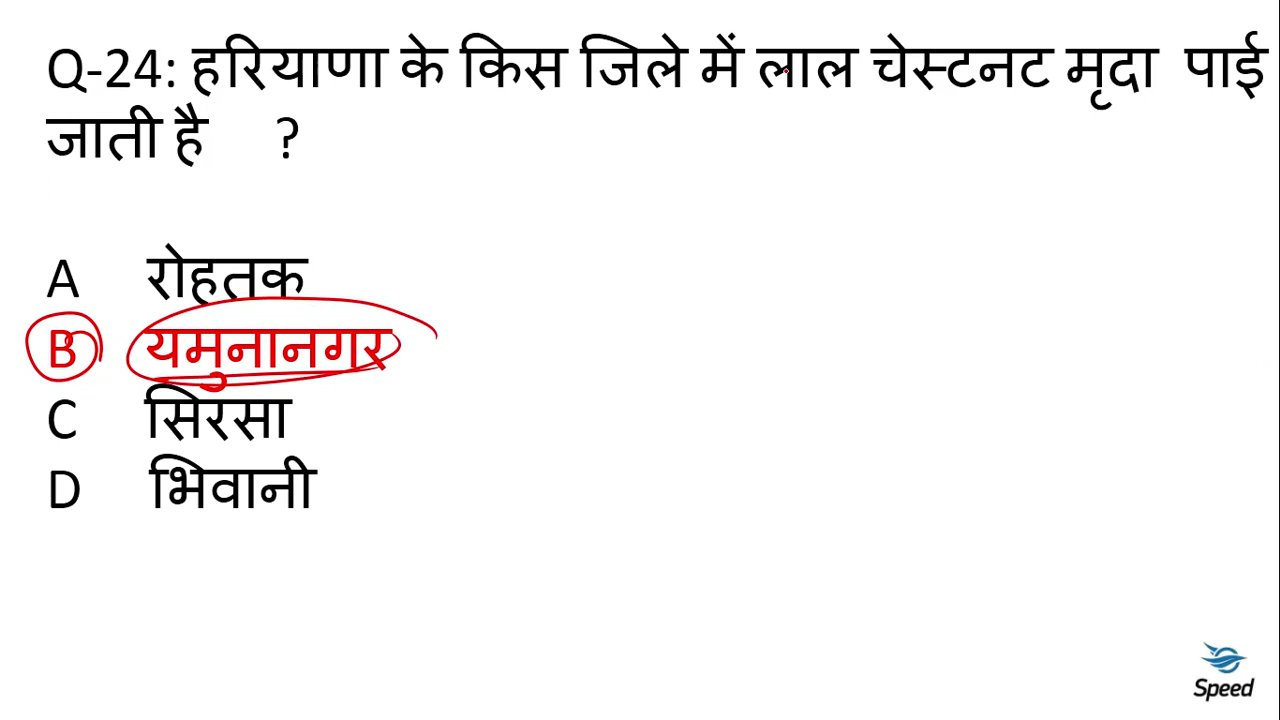 Q-24: हरियाणा के किस जिले में लाल चेस्टनट मृदा पाई
जाती है ?
A रोहतक
B यमुनानगर
C सिरसा
D भिवानी
Speed